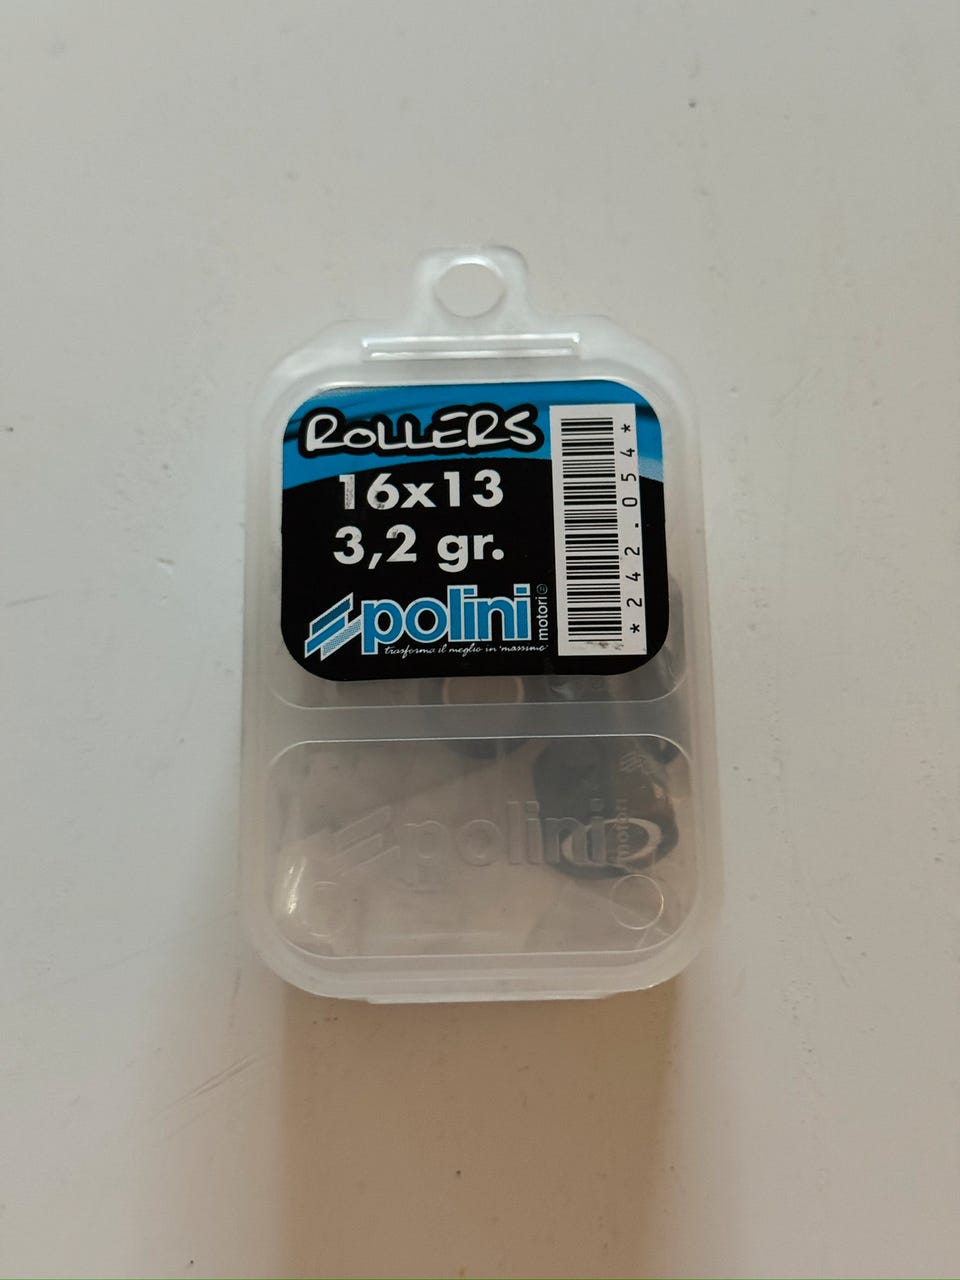 ROLLERS
16x13
3,2 gr.
polini
motori®
trasforma il meglio in "massimo"
*242.054*
polini
motori